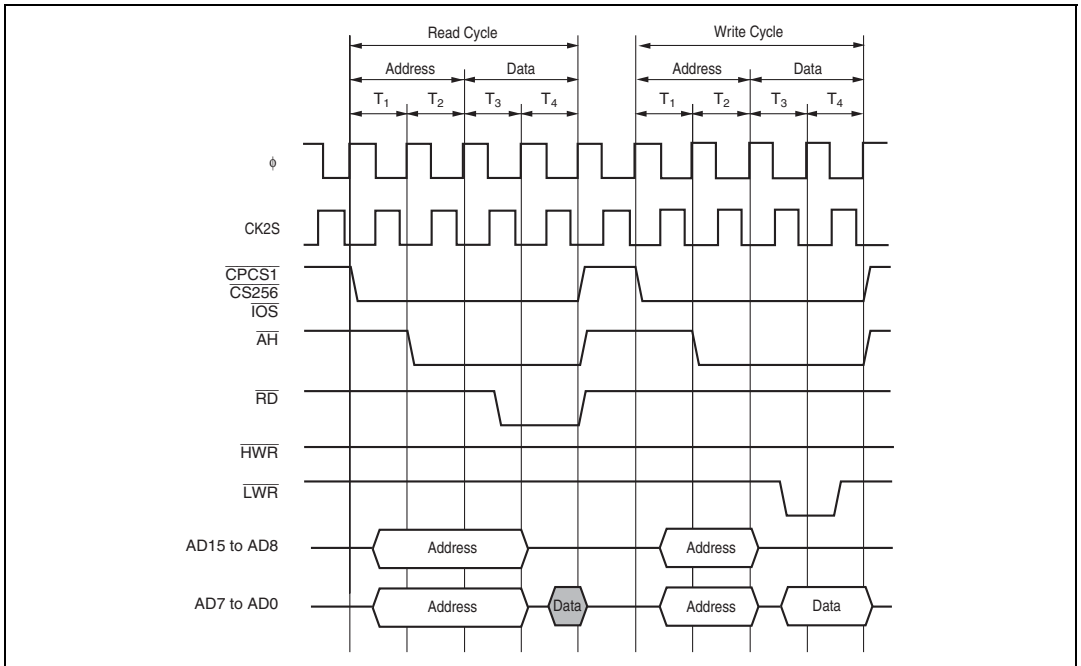 Read Cycle Write Cycle
Address Data Address Data
T1 T2 T3 T4 T1 T2 T3 T4
ϕ
CK2S
CPCS1
CS256
IOS
AH
RD
HWR
LWR
AD15 to AD8 Address Address
AD7 to AD0 Address Data Address Data